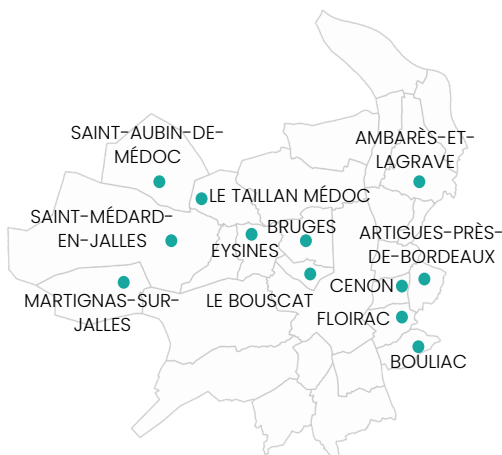 SAINT-AUBIN-DE-
MÉDOC
AMBARÈS-ET-
LAGRAVE
LE TAILLAN MÉDOC
SAINT-MÉDARD-
EN-JALLES
BRUGES
EYSINES
ARTIGUES-PRÈS-
DE-BORDEAUX
CENON
MARTIGNAS-SUR-
JALLES
LE BOUSCAT
FLOIRAC
BOULIAC